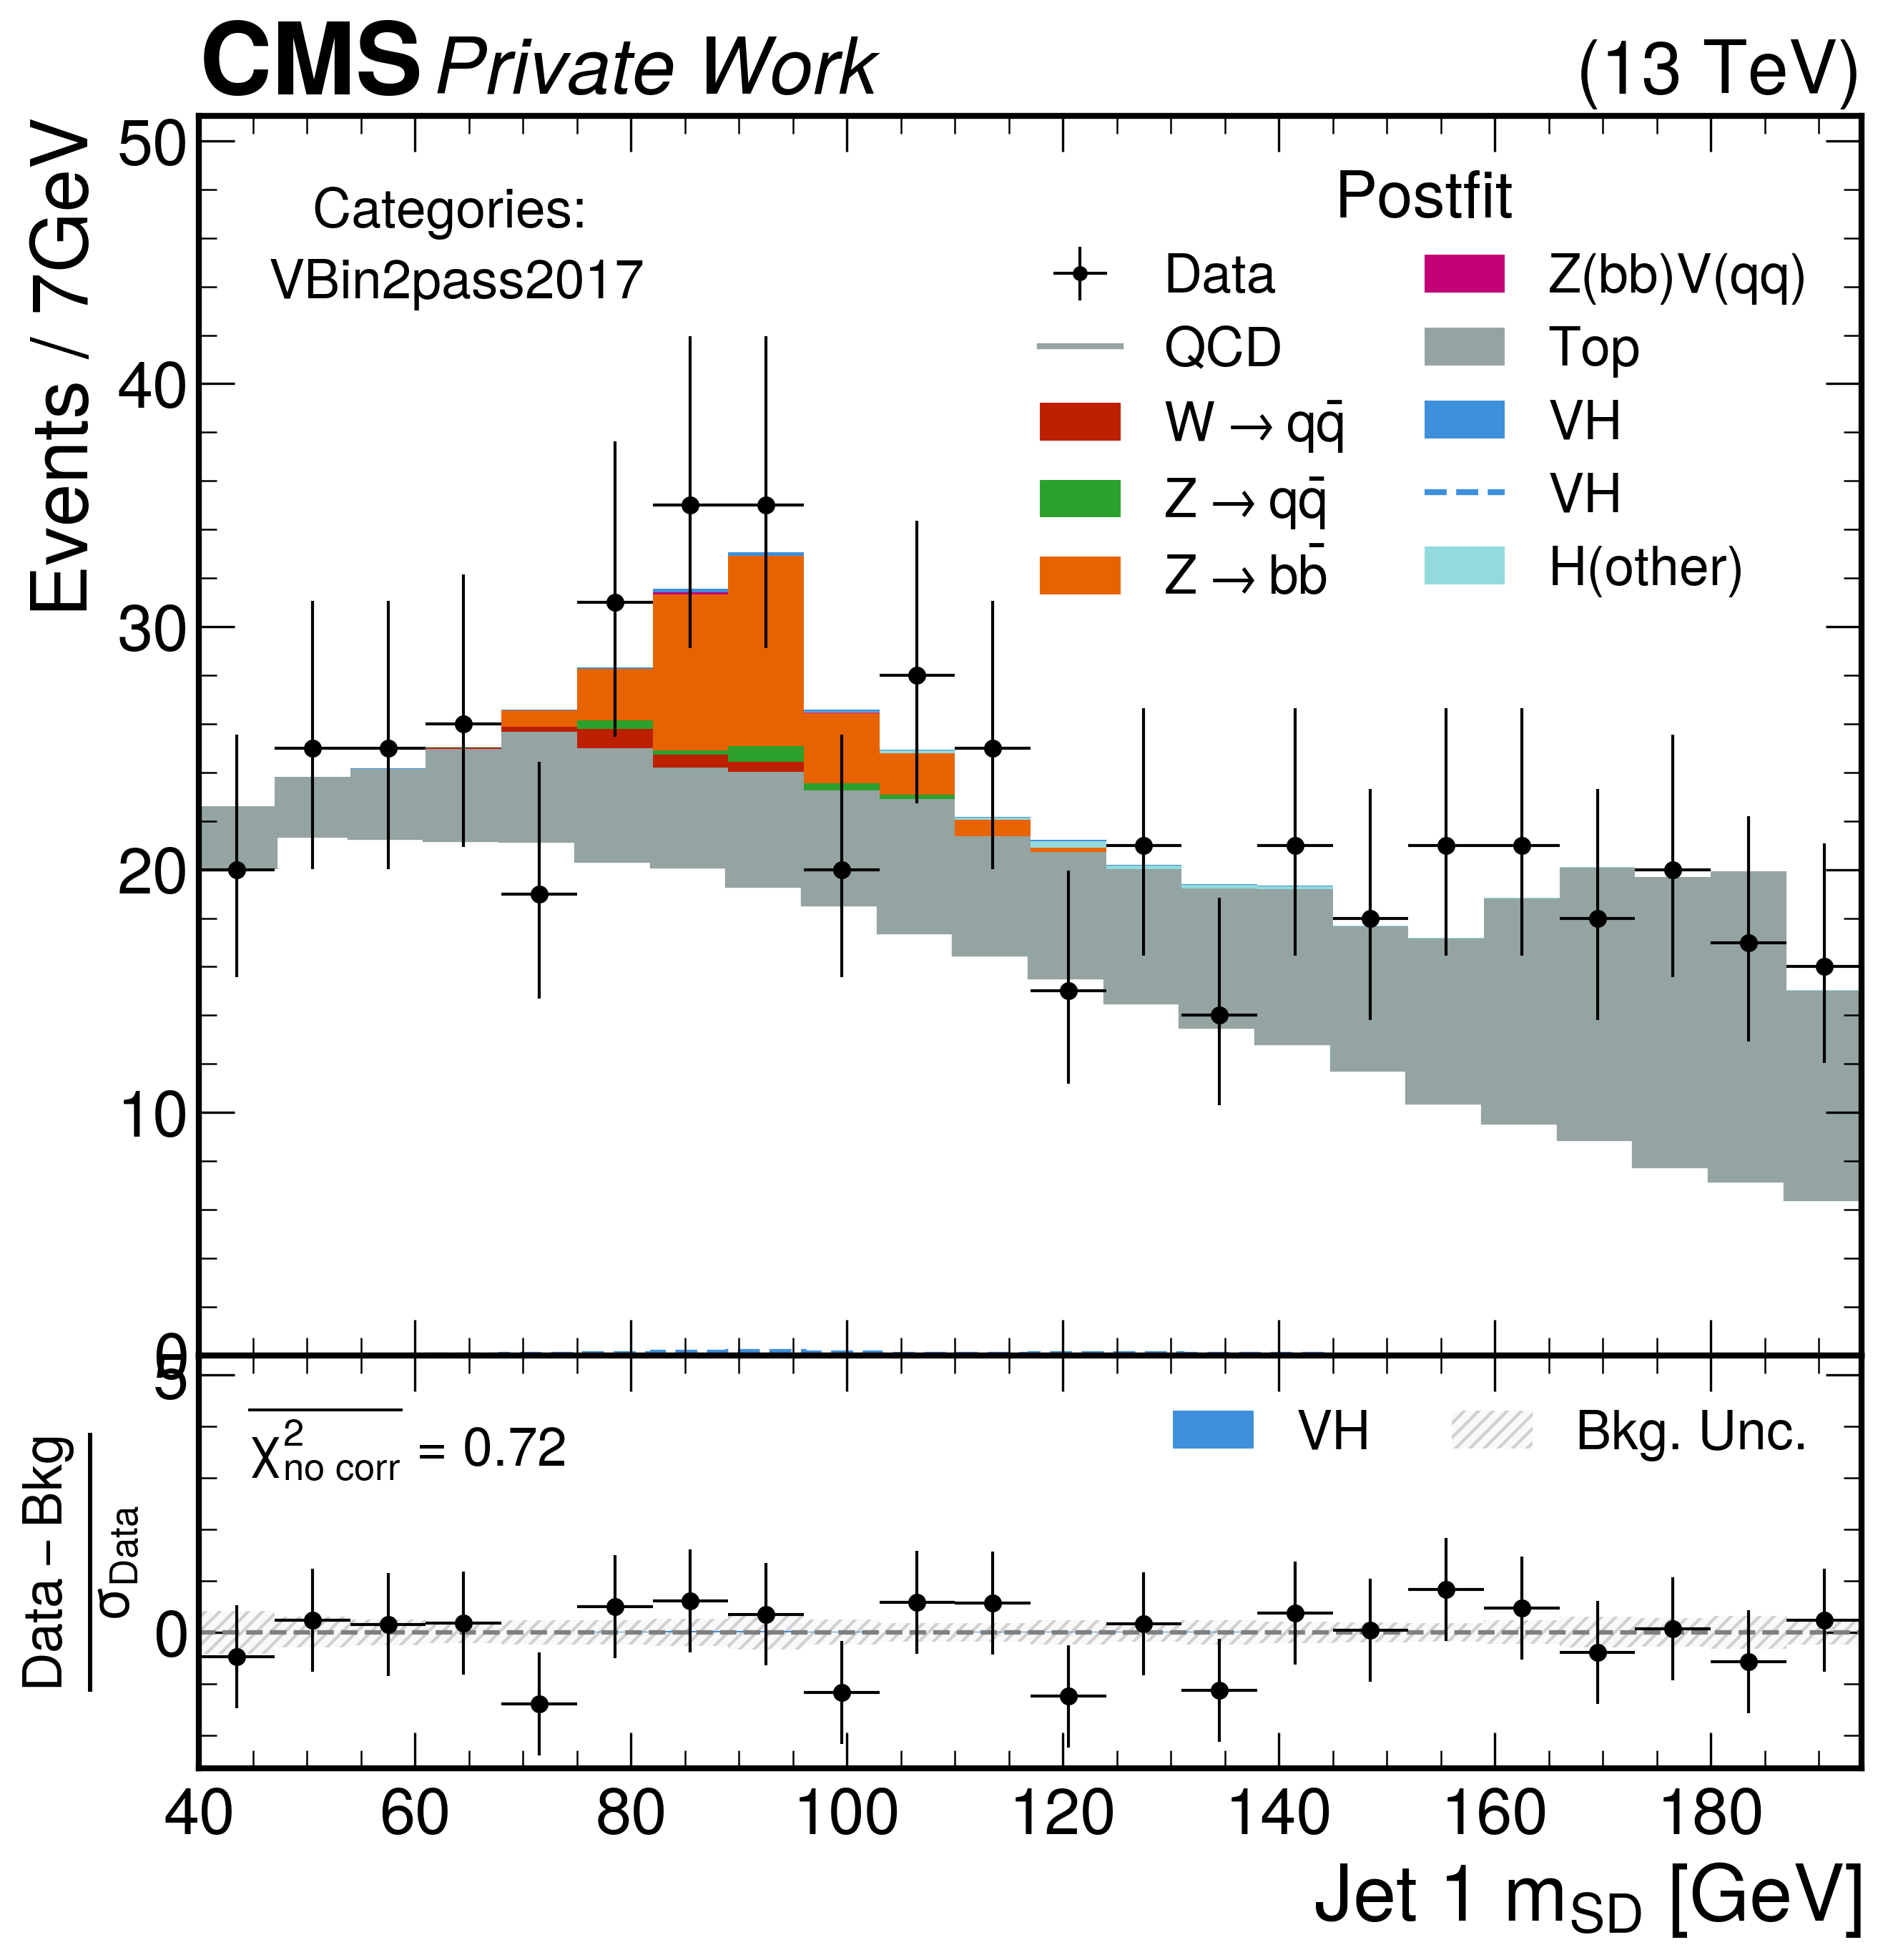 CMS Private Work (13 TeV)
Events / 7GeV
50
40
30
20
10
0
Categories:
VBin2pass2017
Postfit
Data
QCD
W → qq̄
Z → qq̄
Z → bb̄
Z(bb)V(qq)
Top
VH
VH
H(other)
Data − Bkg
σData
5
0
χ²no corr = 0.72
VH
Bkg. Unc.
40 60 80 100 120 140 160 180
Jet 1 mSD [GeV]